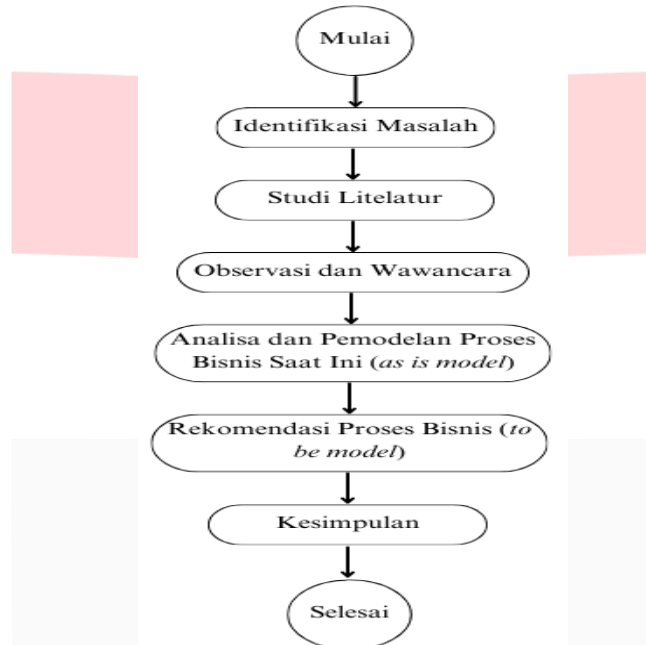 Mulai
Identifikasi Masalah
Studi Litelatur
Observasi dan Wawancara
Analisa dan Pemodelan Proses
Bisnis Saat Ini (as is model)
Rekomendasi Proses Bisnis (to
be model)
Kesimpulan
Selesai